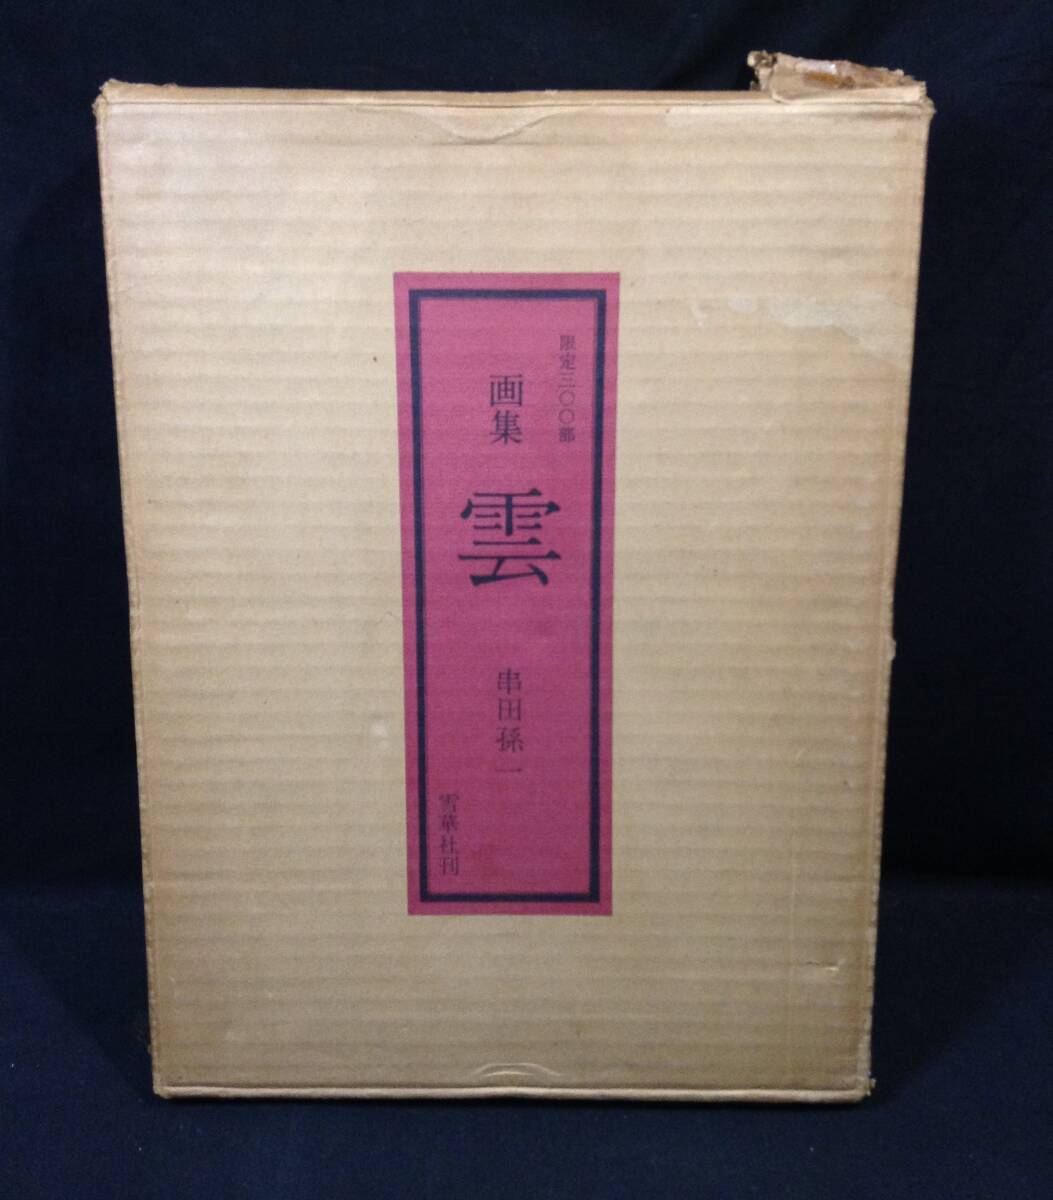 限定三〇〇部
画集 雲 串田孫一
雪華社刊